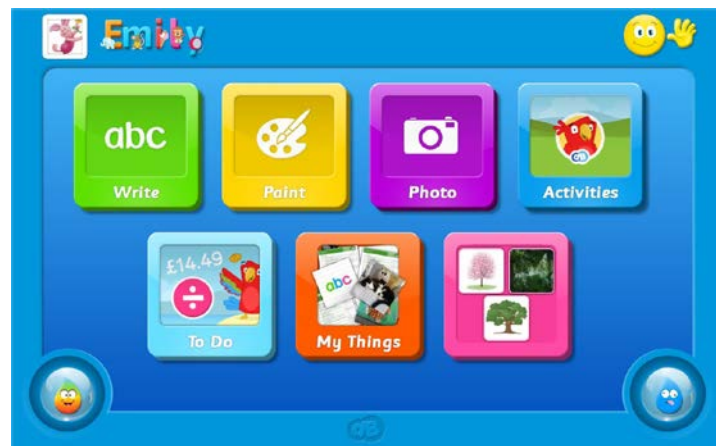 Emily
abc
Write
Paint
Photo
Activities
£14.49
÷
To Do
abc
My Things